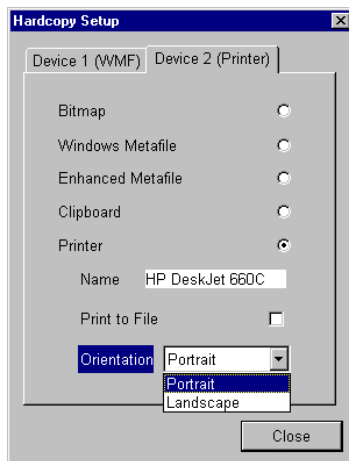 Hardcopy Setup
Device 1 (WMF) Device 2 (Printer)
Bitmap
Windows Metafile
Enhanced Metafile
Clipboard
Printer
Name HP DeskJet 660C
Print to File
Orientation Portrait
Portrait
Landscape
Close